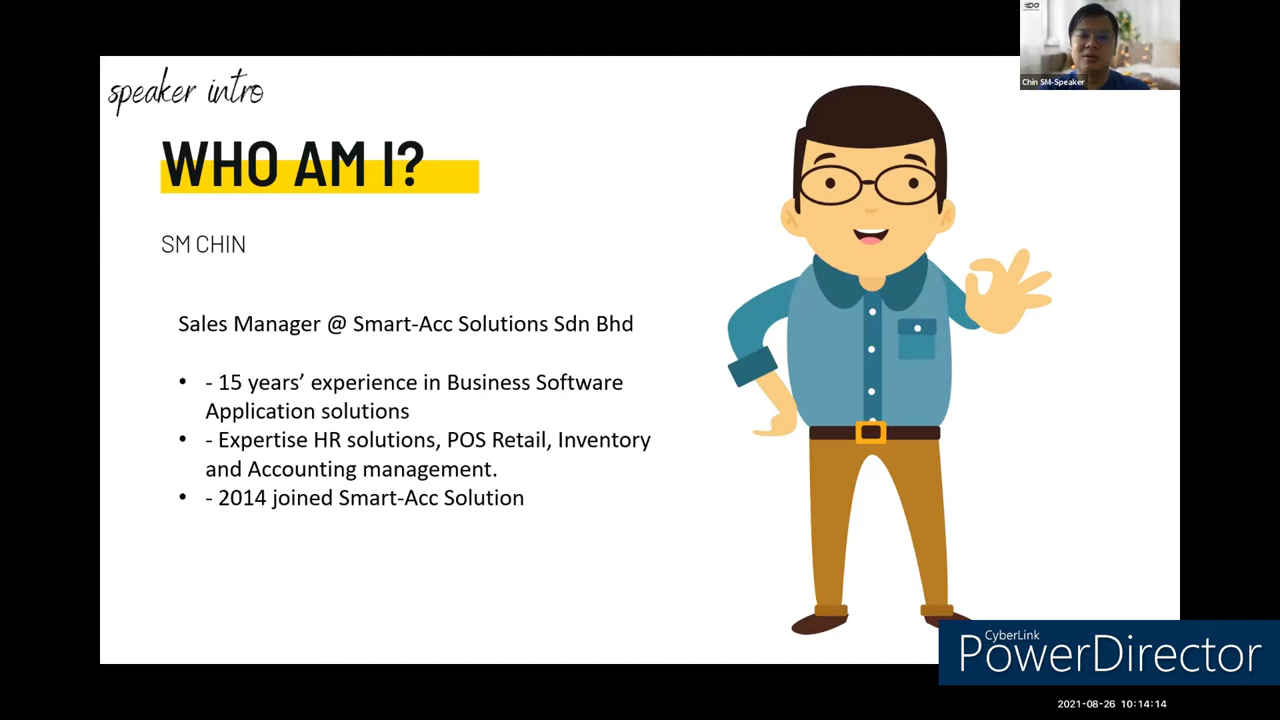 speaker intro
WHO AM I?
SM CHIN
Sales Manager @ Smart-Acc Solutions Sdn Bhd
• - 15 years’ experience in Business Software
Application solutions
• - Expertise HR solutions, POS Retail, Inventory
and Accounting management.
• - 2014 joined Smart-Acc Solution
Chin SM-Speaker
CyberLink
PowerDirector
2021-08-26 10:14:14